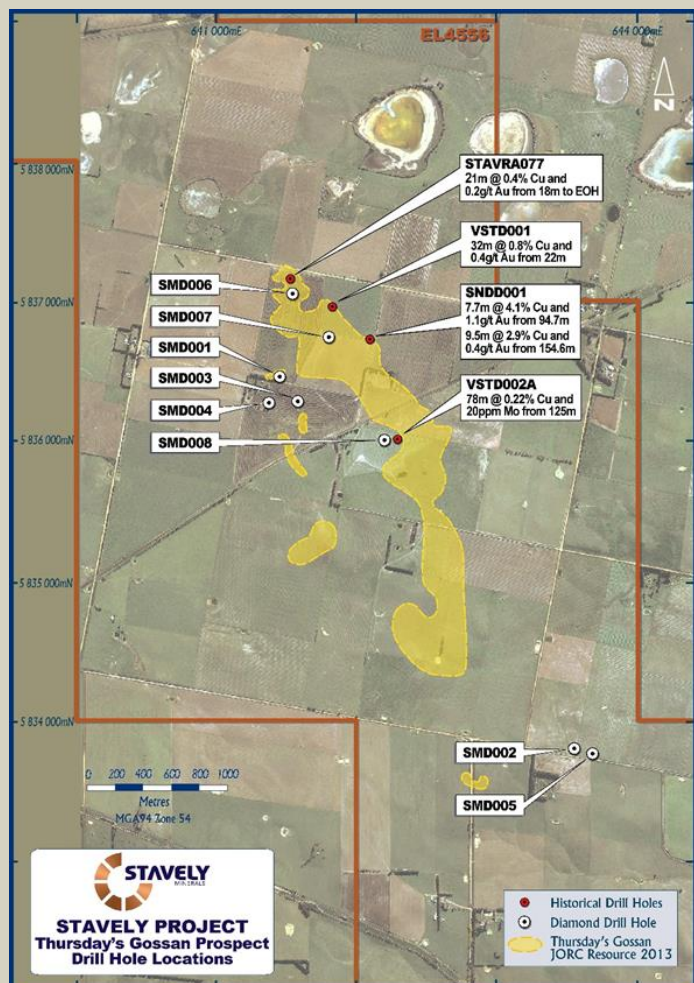 641 000mE
EL4556
644 000mE
N
5 838 000mN
STAVRA077
21m @ 0.4% Cu and
0.2g/t Au from 18m to EOH
VSTD001
32m @ 0.8% Cu and
0.4g/t Au from 22m
SMD006
5 837 000mN
SNDD001
7.7m @ 4.1% Cu and
1.1g/t Au from 94.7m
9.5m @ 2.9% Cu and
0.4g/t Au from 154.6m
SMD007
SMD001
SMD003
SMD004
VSTD002A
78m @ 0.22% Cu and
20ppm Mo from 125m
SMD008
5 836 000mN
5 835 000mN
5 834 000mN
SMD002
SMD005
0 200 400 600 800 1000
Metres
MGA94 Zone 54
STAVELY
MINERALS
STAVELY PROJECT
Thursday's Gossan Prospect
Drill Hole Locations
Historical Drill Holes
Diamond Drill Hole
Thursday's Gossan
JORC Resource 2013